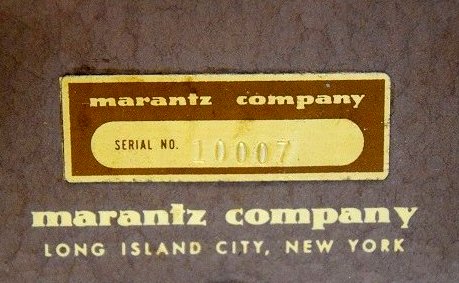 marantz company
SERIAL NO. 10007
marantz company
LONG ISLAND CITY, NEW YORK